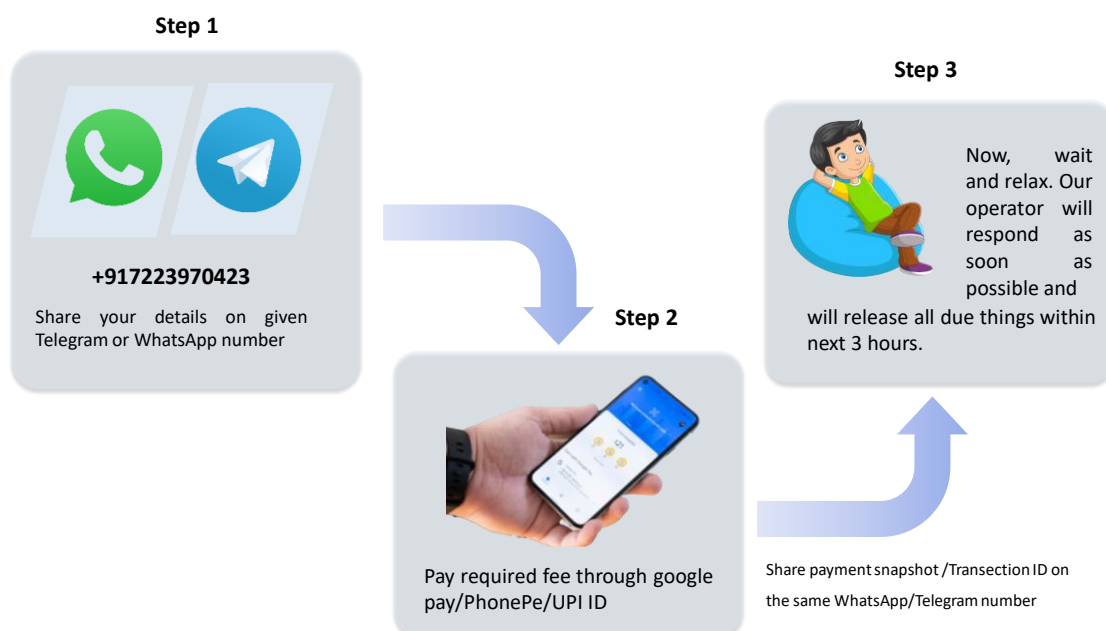 Step 1
+917223970423
Share your details on given
Telegram or WhatsApp number
Step 2
Pay required fee through google
pay/PhonePe/UPI ID
Share payment snapshot /Transection ID on
the same WhatsApp/Telegram number
Step 3
Now, wait
and relax. Our
operator will
respond as
soon as
possible and
will release all due things within
next 3 hours.